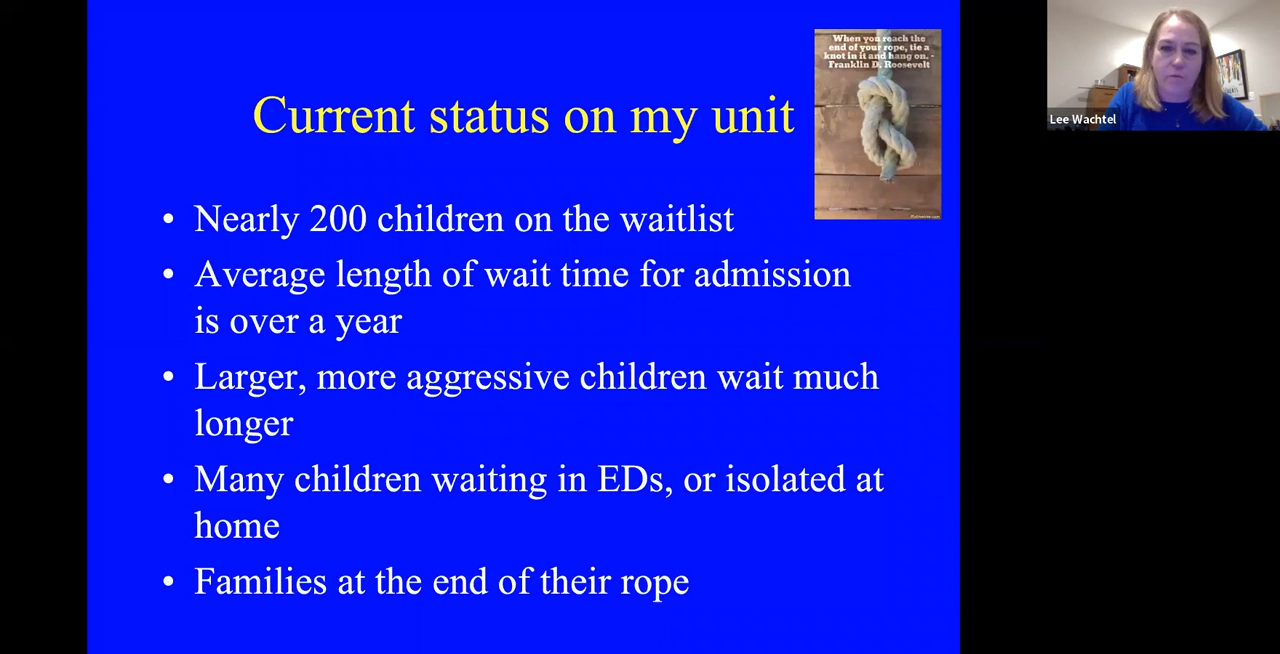 When you reach the
end of your rope, tie a
knot in it and hang on. -
Franklin D. Roosevelt
Current status on my unit
Lee Wachtel
• Nearly 200 children on the waitlist
• Average length of wait time for admission
is over a year
• Larger, more aggressive children wait much
longer
• Many children waiting in EDs, or isolated at
home
• Families at the end of their rope